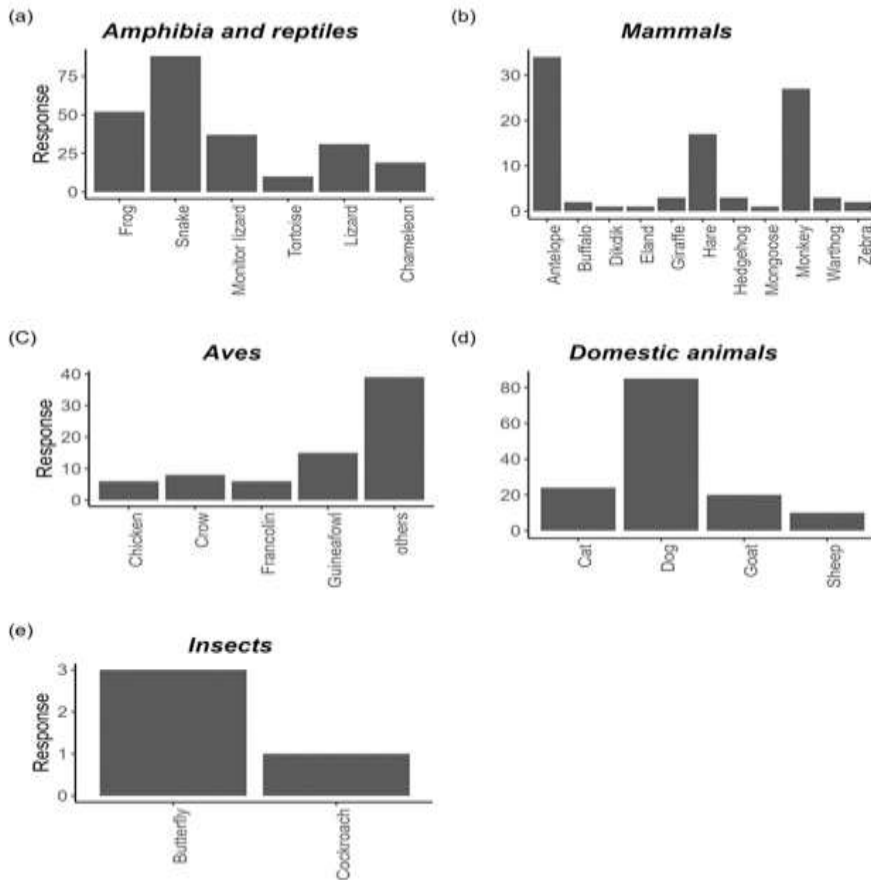 (a)
Amphibia and reptiles
Response
75
50
25
0
Frog
Snake
Monitor lizard
Tortoise
Lizard
Chameleon
(b)
Mammals
30
20
10
0
Antelope
Buffalo
Dikdik
Eland
Giraffe
Hare
Hedgehog
Mongoose
Monkey
Warthog
Zebra
(C)
Aves
Response
40
30
20
10
0
Chicken
Crow
Francolin
Guineafowl
others
(d)
Domestic animals
80
60
40
20
0
Cat
Dog
Goat
Sheep
(e)
Insects
Response
3
2
1
0
Butterfly
Cockroach